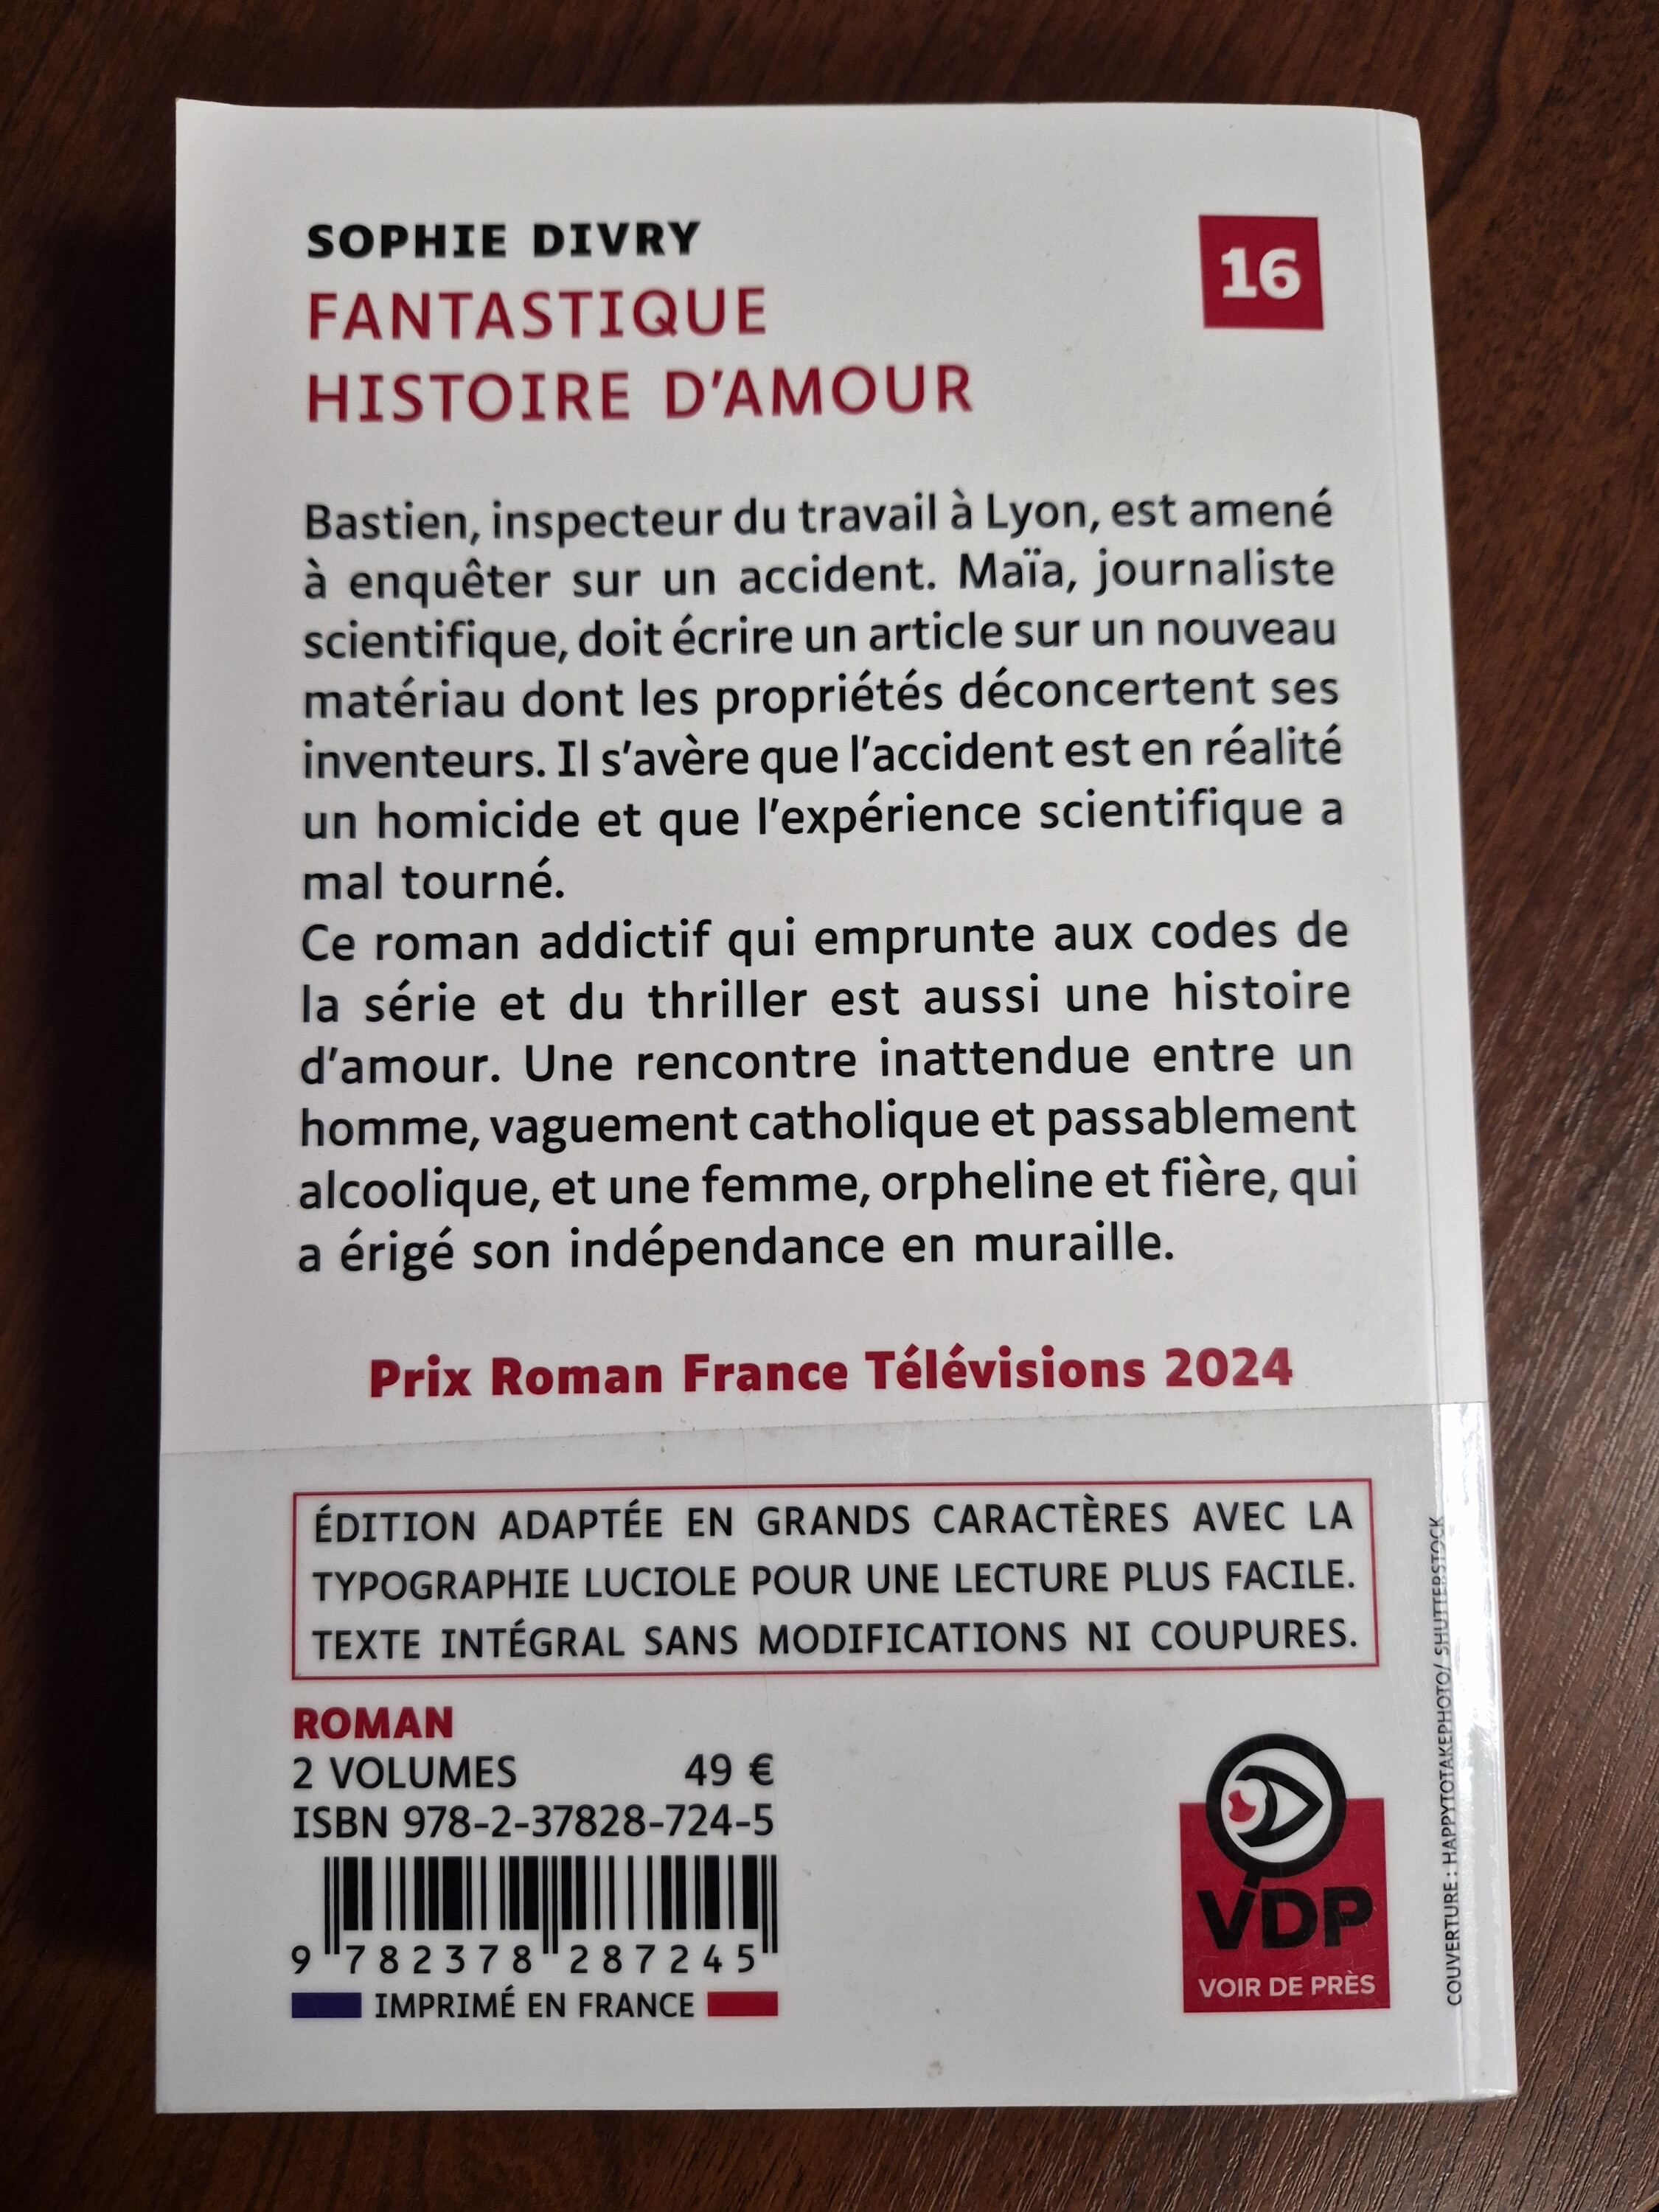 SOPHIE DIVRY
16
FANTASTIQUE
HISTOIRE D'AMOUR
Bastien, inspecteur du travail à Lyon, est amené
à enquêter sur un accident. Maïa, journaliste
scientifique, doit écrire un article sur un nouveau
matériau dont les propriétés déconcertent ses
inventeurs. Il s'avère que l'accident est en réalité
un homicide et que l'expérience scientifique a
mal tourné.
Ce roman addictif qui emprunte aux codes de
la série et du thriller est aussi une histoire
d'amour. Une rencontre inattendue entre un
homme, vaguement catholique et passablement
alcoolique, et une femme, orpheline et fière, qui
a érigé son indépendance en muraille.
Prix Roman France Télévisions 2024
ÉDITION ADAPTÉE EN GRANDS CARACTÈRES AVEC LA
TYPOGRAPHIE LUCIOLE POUR UNE LECTURE PLUS FACILE.
TEXTE INTÉGRAL SANS MODIFICATIONS NI COUPURES.
ROMAN
2 VOLUMES 49 €
ISBN 978-2-37828-724-5
9 782378 287245
IMPRIMÉ EN FRANCE
VDP
VOIR DE PRÈS
COUVERTURE : HAPPYTOTAKEPHOTO/ SHUTTERSTOCK